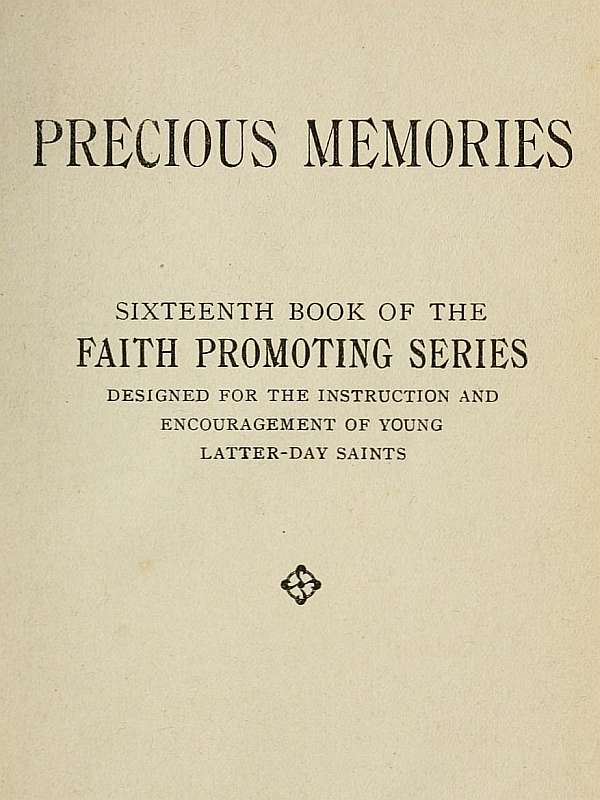 PRECIOUS MEMORIES
SIXTEENTH BOOK OF THE
FAITH PROMOTING SERIES
DESIGNED FOR THE INSTRUCTION AND
ENCOURAGEMENT OF YOUNG
LATTER-DAY SAINTS